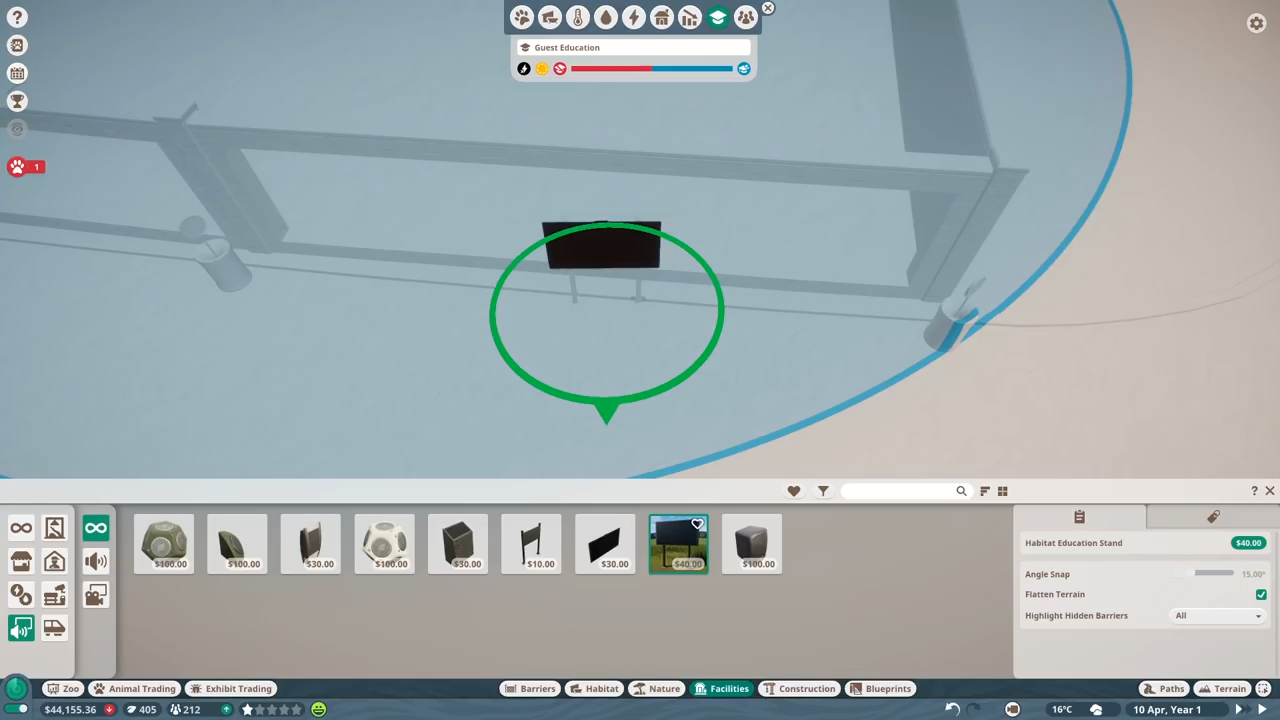 ?
Guest Education
1
? 
$100.00 $100.00 $30.00 $100.00 $30.00 $10.00 $30.00 $40.00 $100.00
Habitat Education Stand $40.00
Angle Snap 15.00°
Flatten Terrain
Highlight Hidden Barriers All
Zoo Animal Trading Exhibit Trading Barriers Habitat Nature Facilities Construction Blueprints Paths Terrain
$44,155.36 405 212 16°C 10 Apr, Year 1